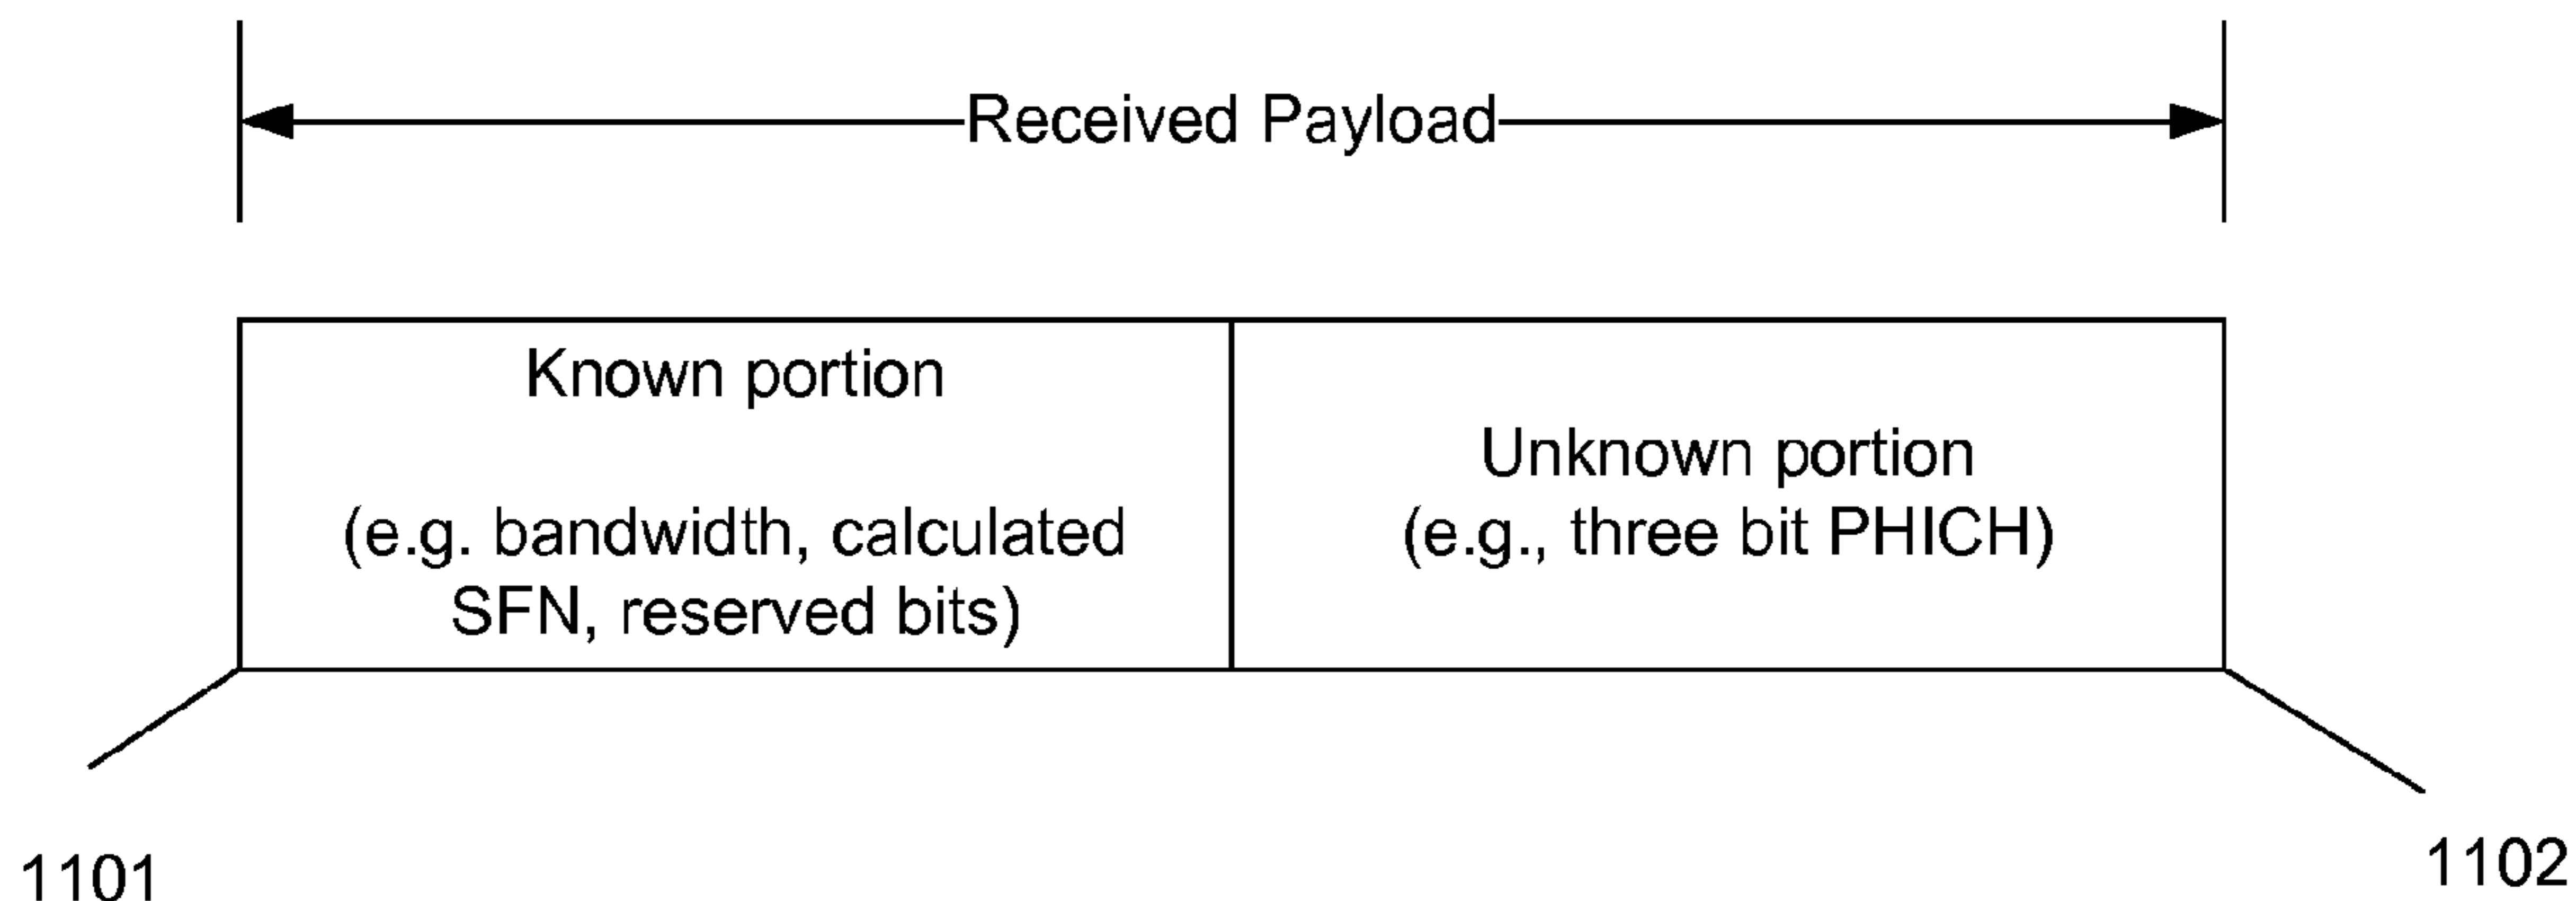 Received Payload
Known portion
(e.g. bandwidth, calculated
SFN, reserved bits)
Unknown portion
(e.g., three bit PHICH)
1101
1102